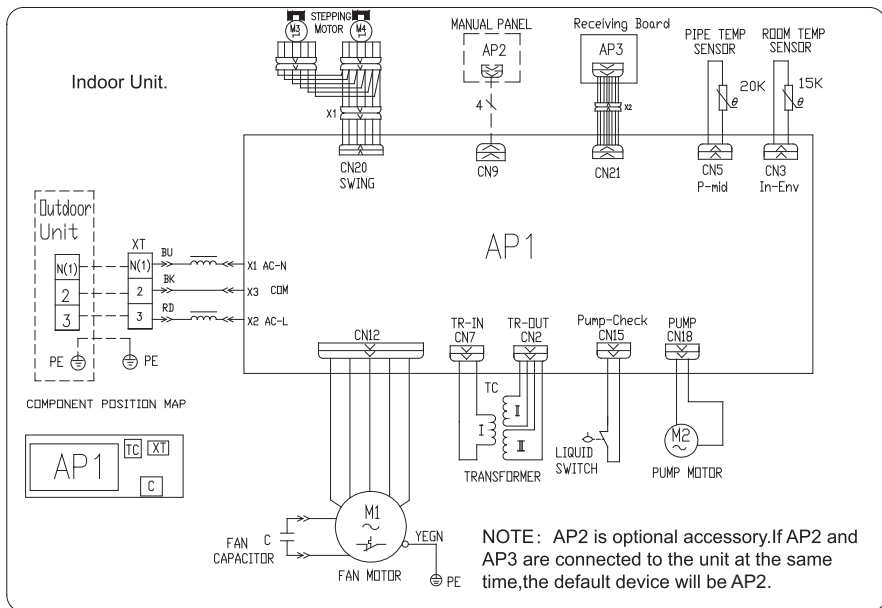 STEPPING
MOTOR
M3
M4
MANUAL PANEL
AP2
Receiving Board
AP3
PIPE TEMP
SENSOR
ROOM TEMP
SENSOR
20K
15K
θ
θ
Indoor Unit.
X1
4
X2
CN20
SWING
CN9
CN21
CN5
P-mid
CN3
In-Env
Outdoor
Unit
XT
N(1)
N(1)
BU
X1 AC-N
2
2
BK
X3 COM
3
3
RD
X2 AC-L
PE
PE
AP1
CN12
TR-IN
CN7
TR-OUT
CN2
Pump-Check
CN15
PUMP
CN18
COMPONENT POSITION MAP
AP1
TC
XT
C
TC
I
I
II
TRANSFORMER
LIQUID
SWITCH
M2
PUMP MOTOR
M1
FAN
CAPACITOR
C
YEGN
PE
FAN MOTOR
NOTE: AP2 is optional accessory.If AP2 and
AP3 are connected to the unit at the same
time,the default device will be AP2.